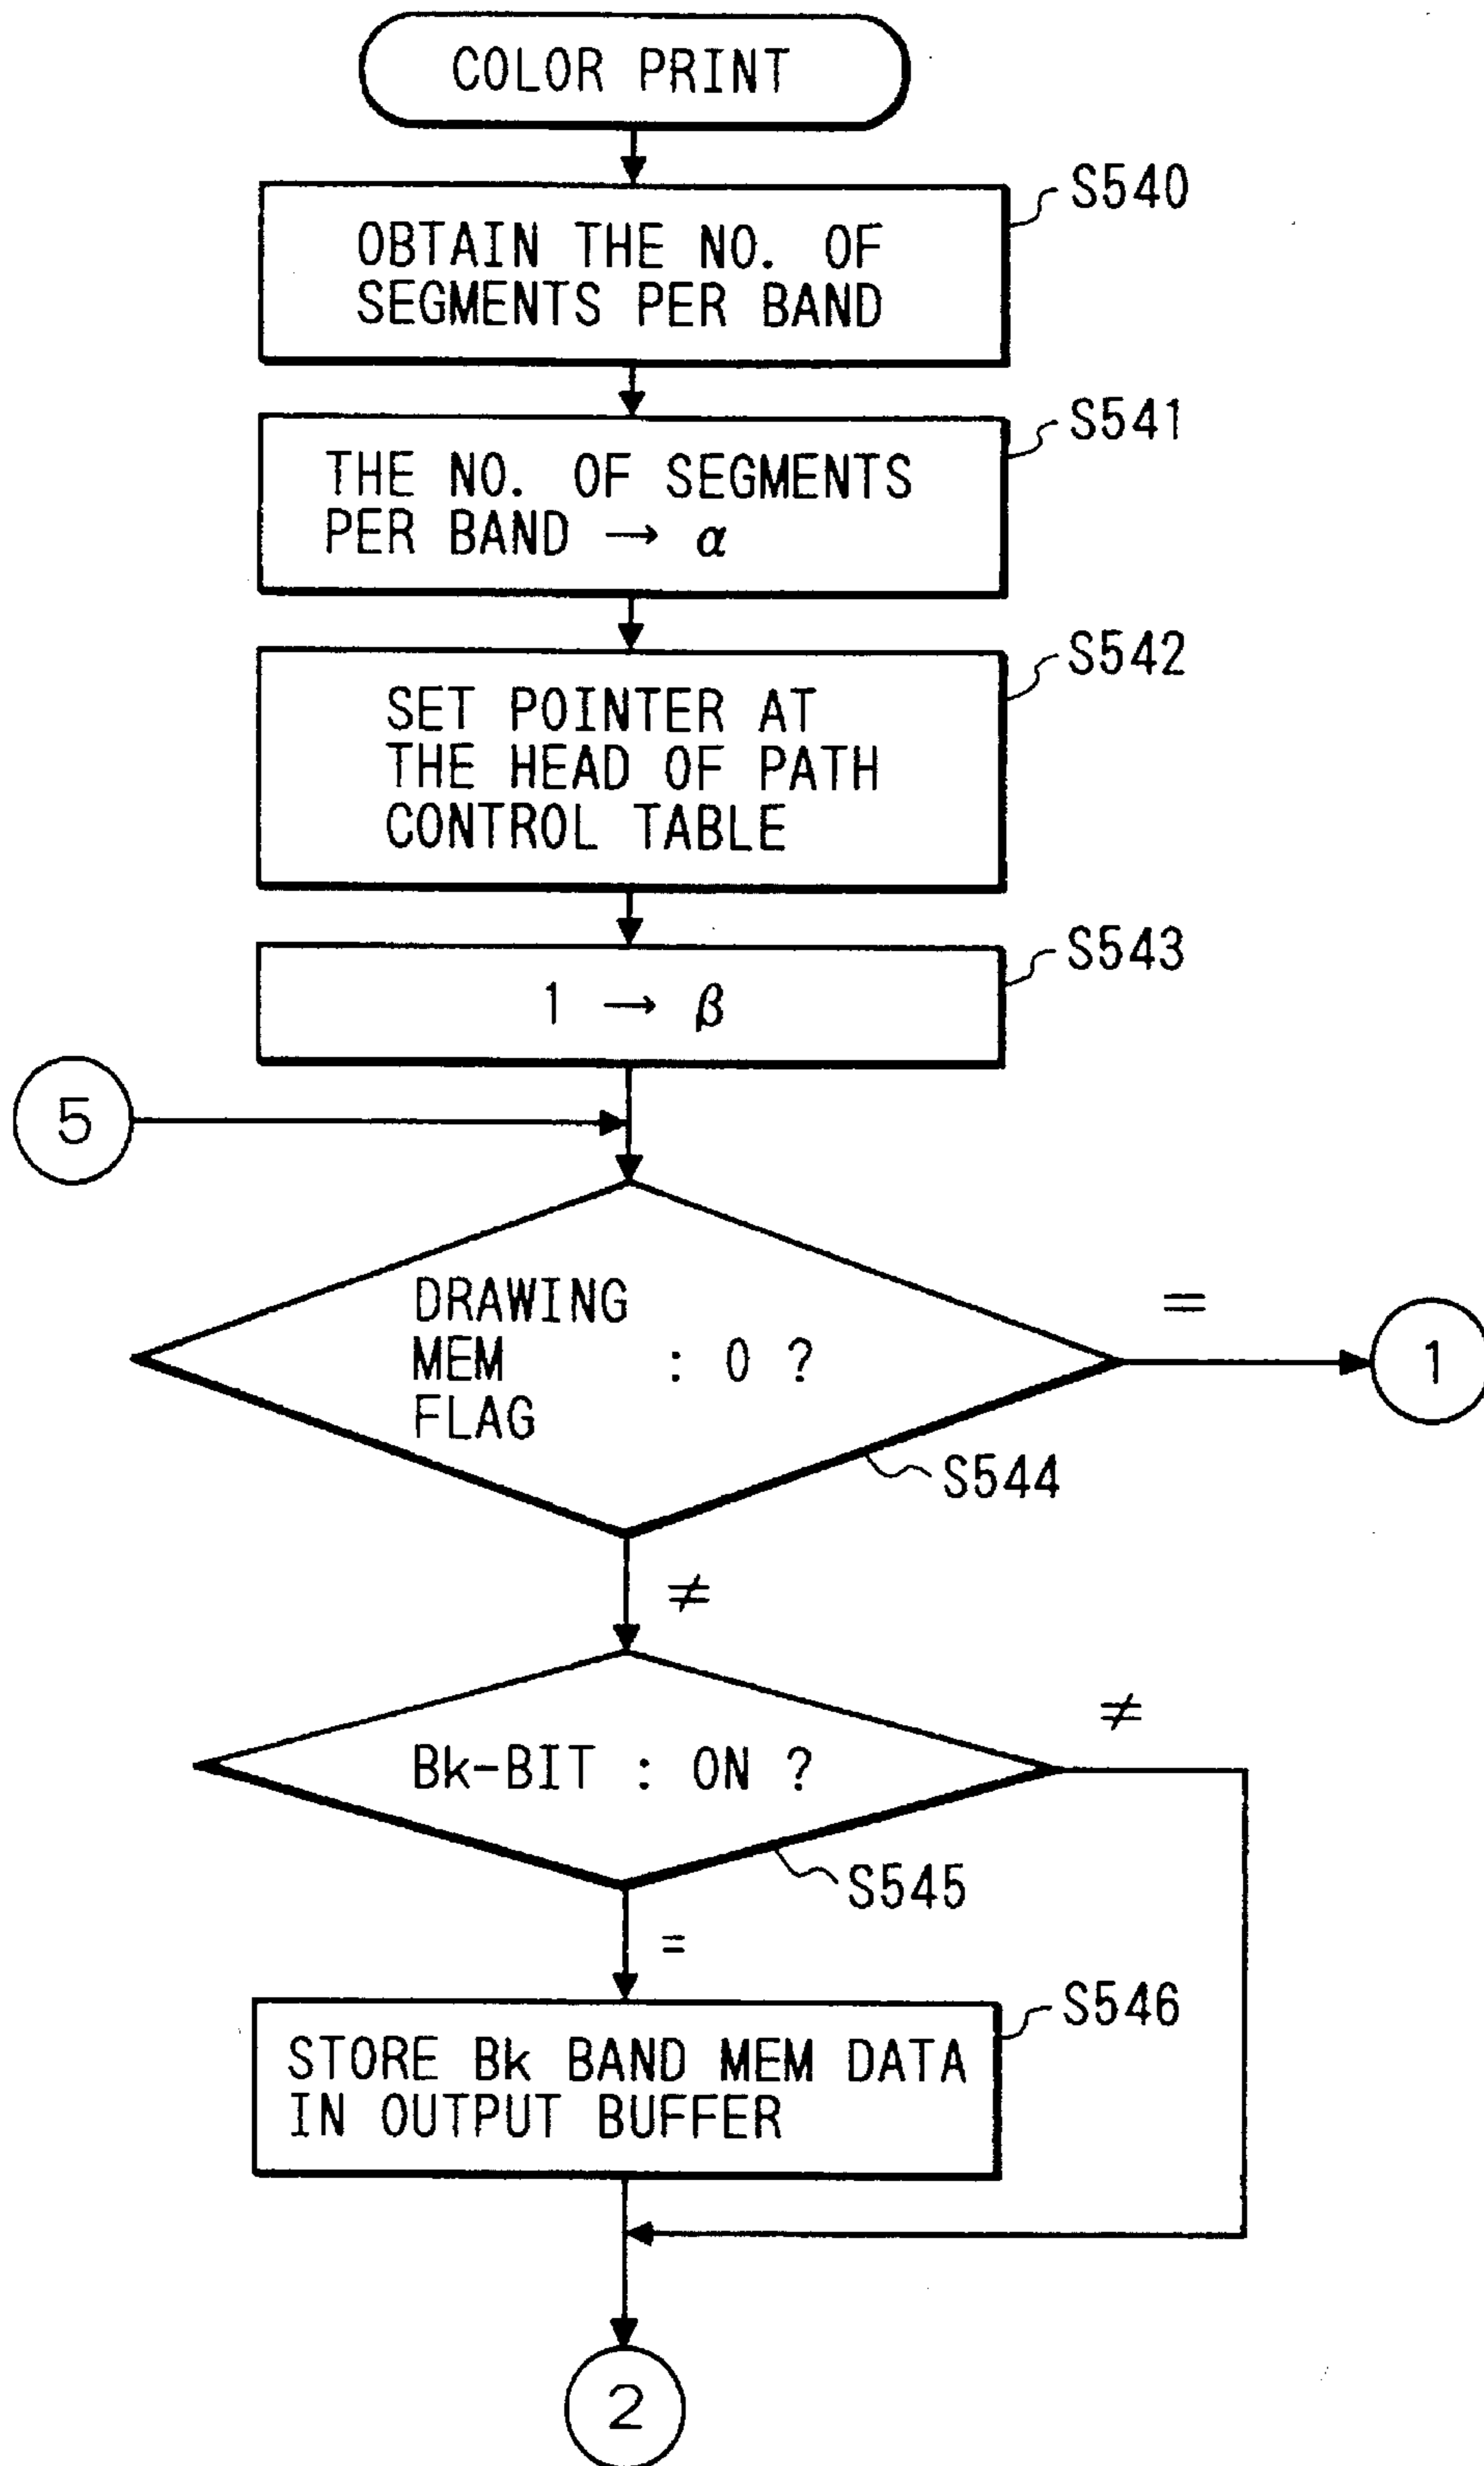 COLOR PRINT
S540
OBTAIN THE NO. OF
SEGMENTS PER BAND
S541
THE NO. OF SEGMENTS
PER BAND → α
S542
SET POINTER AT
THE HEAD OF PATH
CONTROL TABLE
S543
1 → β
5
DRAWING
MEM : 0 ?
FLAG
=
1
S544
≠
Bk-BIT : ON ?
≠
S545
=
S546
STORE Bk BAND MEM DATA
IN OUTPUT BUFFER
2